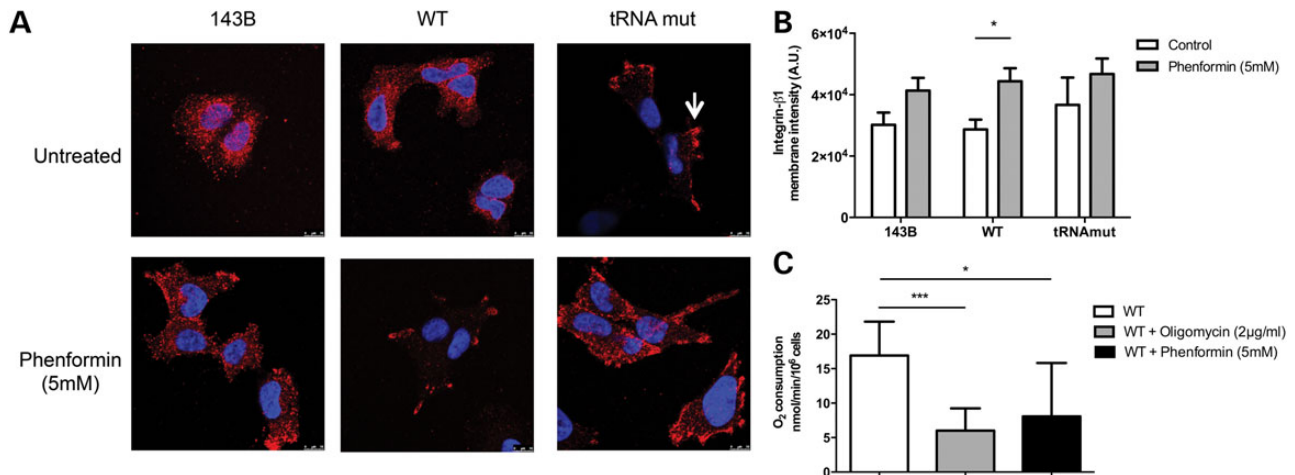 A
143B
WT
tRNA mut
Untreated
Phenformin
(5mM)
B
Integrin-β1
membrane intensity (A.U.)
6×10⁴
4×10⁴
2×10⁴
0
*
Control
Phenformin (5mM)
143B
WT
tRNAmut
C
O₂ consumption
nmol/min/10⁶ cells
25
20
15
10
5
0
*
***
WT
WT + Oligomycin (2µg/ml)
WT + Phenformin (5mM)